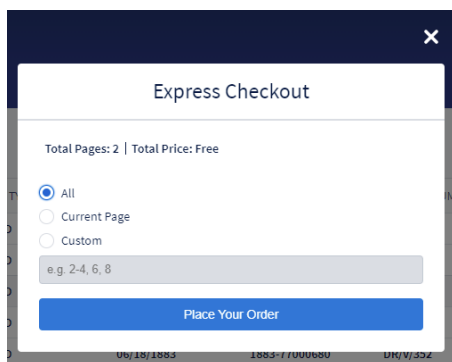 Express Checkout
Total Pages: 2 | Total Price: Free
All
Current Page
Custom
e.g. 2-4, 6, 8
Place Your Order
06/18/1883 1883-77000680 DR/V/352